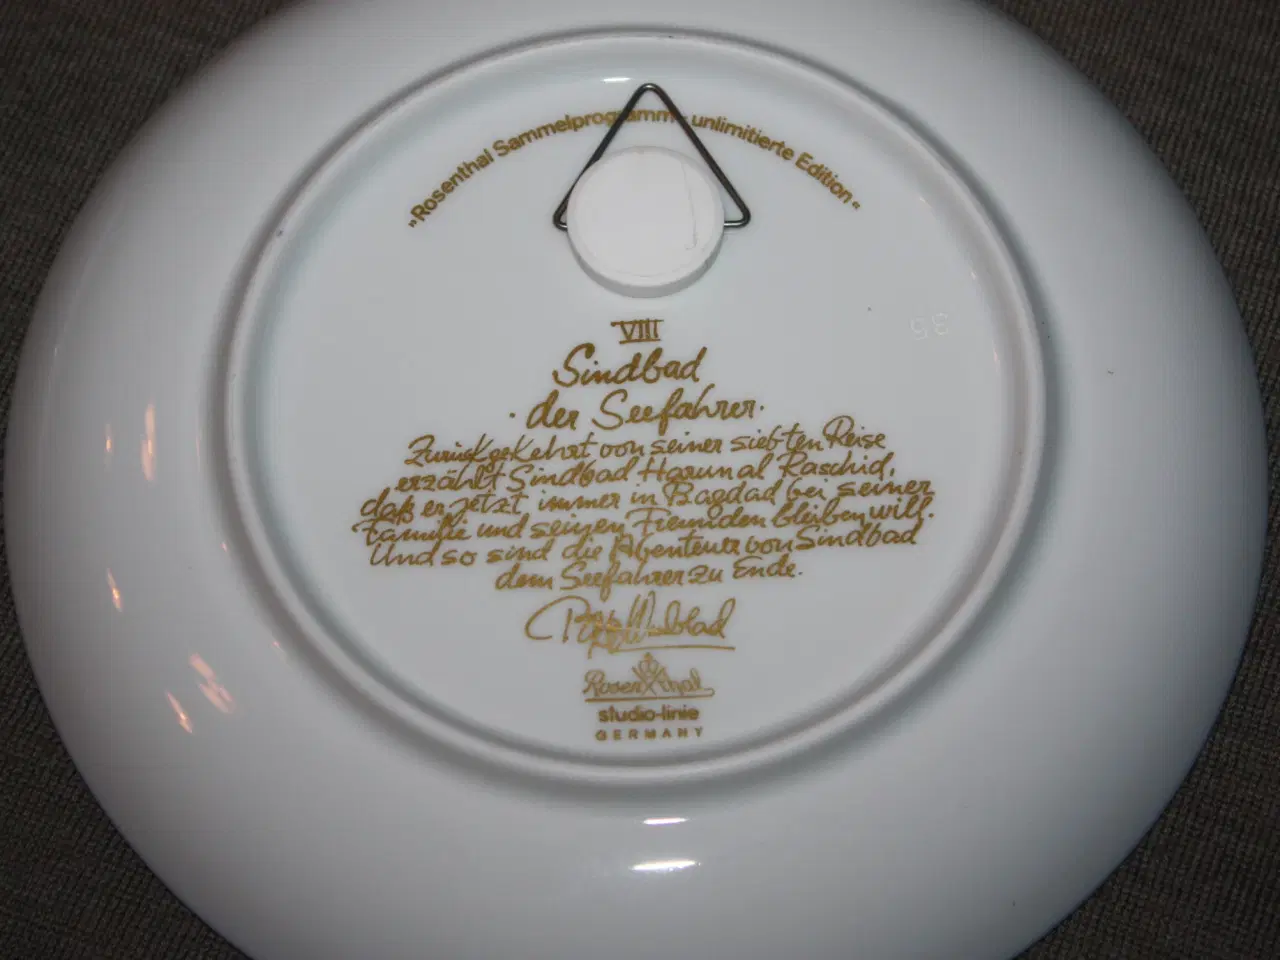 „Rosenthal Sammelprogramm - unlimitierte Edition“
VIII
Sindbad
· der Seefahrer ·
Zurückgekehrt von seiner siebten Reise
erzählt Sindbad Harun al Raschid,
daß er jetzt immer in Bagdad bei seiner
Familie und seinen Freunden bleiben will.
Und so sind die Abenteuer von Sindbad
dem Seefahrer zu Ende.
Wiinblad
Rosenthal
studio-linie
GERMANY
35